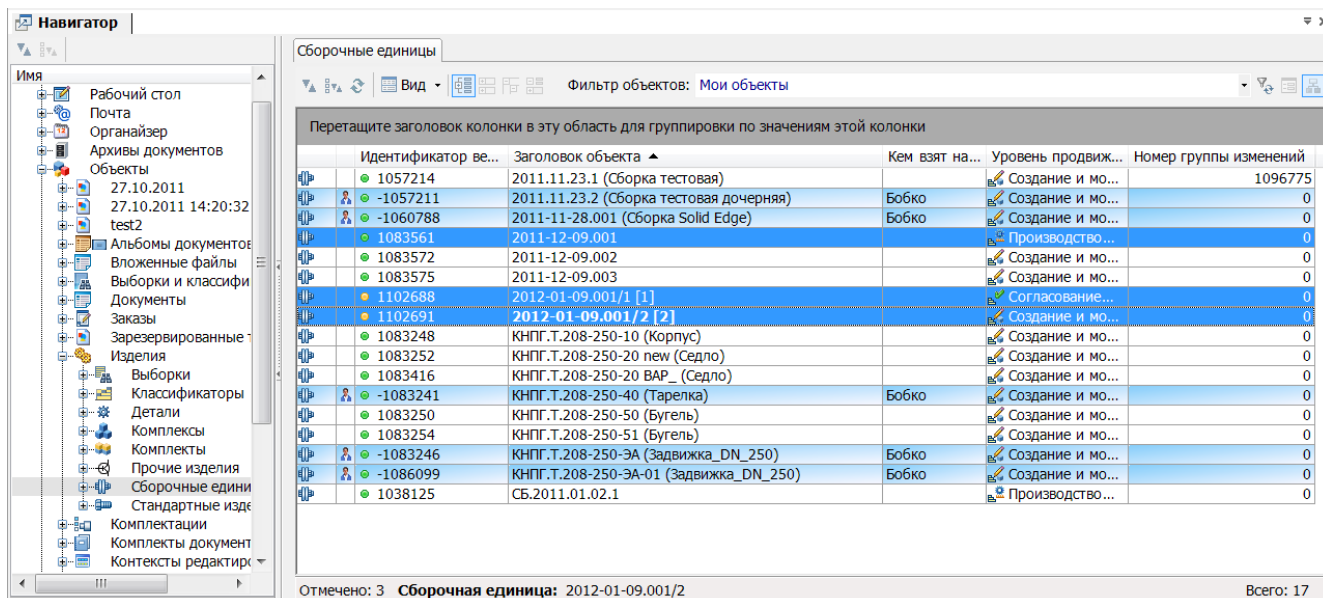 Навигатор
Имя
Рабочий стол
Почта
Органайзер
Архивы документов
Объекты
27.10.2011
27.10.2011 14:20:32
test2
Альбомы документов
Вложенные файлы
Выборки и классифи
Документы
Заказы
Зарезервированные
Изделия
Выборки
Классификаторы
Детали
Комплексы
Комплекты
Прочие изделия
Сборочные едини
Стандартные изде
Комплектации
Комплекты документ
Контексты редактиро
Сборочные единицы
Вид Фильтр объектов: Мои объекты
Перетащите заголовок колонки в эту область для группировки по значениям этой колонки
Идентификатор ве... Заголовок объекта Кем взят на... Уровень продвиж... Номер группы изменений
1057214 2011.11.23.1 (Сборка тестовая) Создание и мо... 1096775
-1057211 2011.11.23.2 (Сборка тестовая дочерняя) Бобко Создание и мо... 0
-1060788 2011-11-28.001 (Сборка Solid Edge) Бобко Создание и мо... 0
1083561 2011-12-09.001 Производство... 0
1083572 2011-12-09.002 Создание и мо... 0
1083575 2011-12-09.003 Создание и мо... 0
1102688 2012-01-09.001/1 [1] Согласование... 0
1102691 2012-01-09.001/2 [2] Создание и мо... 0
1083248 КНПГ.Т.208-250-10 (Корпус) Создание и мо... 0
1083252 КНПГ.Т.208-250-20 new (Седло) Создание и мо... 0
1083416 КНПГ.Т.208-250-20 ВАР_ (Седло) Создание и мо... 0
-1083241 КНПГ.Т.208-250-40 (Тарелка) Бобко Создание и мо... 0
1083250 КНПГ.Т.208-250-50 (Бугель) Создание и мо... 0
1083254 КНПГ.Т.208-250-51 (Бугель) Создание и мо... 0
-1083246 КНПГ.Т.208-250-ЭА (Задвижка_DN_250) Бобко Создание и мо... 0
-1086099 КНПГ.Т.208-250-ЭА-01 (Задвижка_DN_250) Бобко Создание и мо... 0
1038125 СБ.2011.01.02.1 Производство... 0
Отмечено: 3 Сборочная единица: 2012-01-09.001/2 Всего: 17